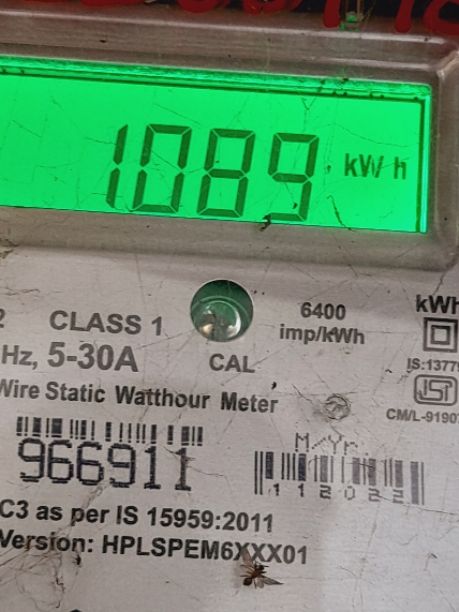 1089 kWh
CLASS 1
6400
kWh
Hz, 5-30A
CAL
imp/kWh
Wire Static Watthour Meter
IS:1377
CM/L-9190
966911
M/Yr
112022
C3 as per IS 15959:2011
Version: HPLSPEM6XXX01